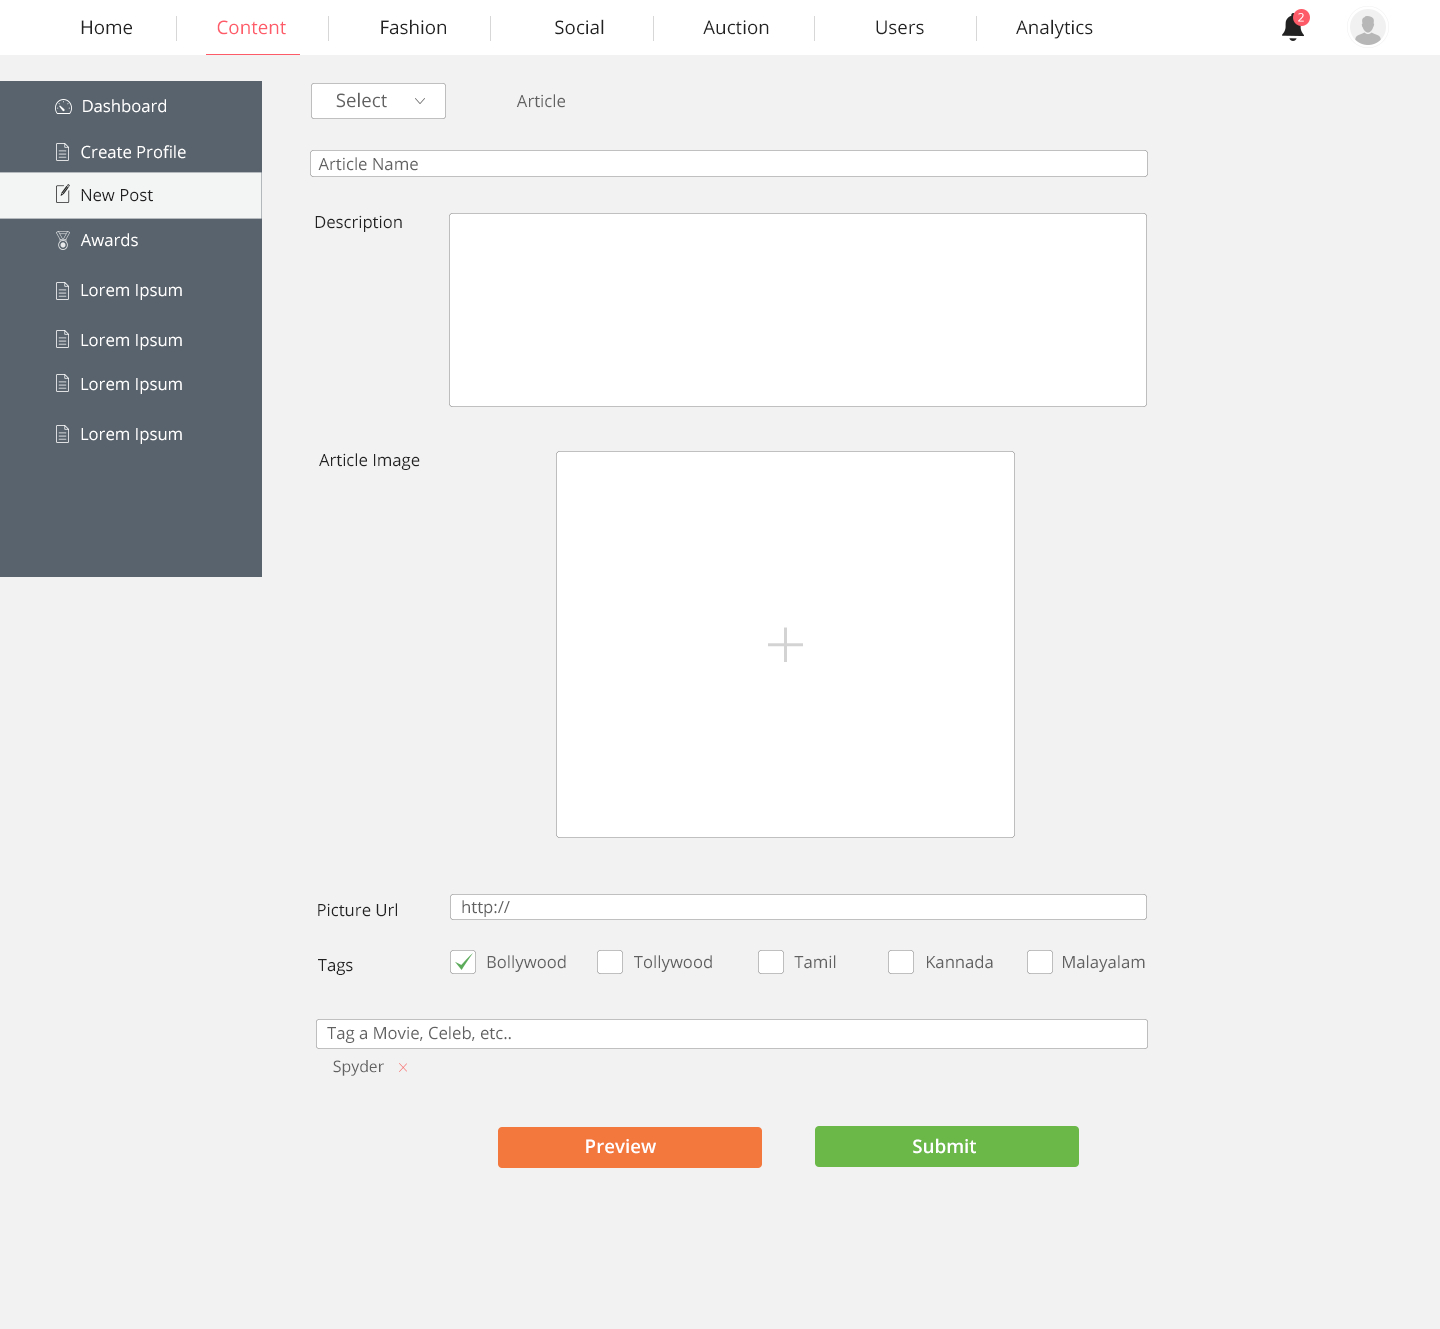 Home Content Fashion Social Auction Users Analytics 2
Dashboard
Create Profile
New Post
Awards
Lorem Ipsum
Lorem Ipsum
Lorem Ipsum
Lorem Ipsum
Select Article
Article Name
Description
Article Image
Picture Url http://
Tags Bollywood Tollywood Tamil Kannada Malayalam
Tag a Movie, Celeb, etc..
Spyder
Preview Submit